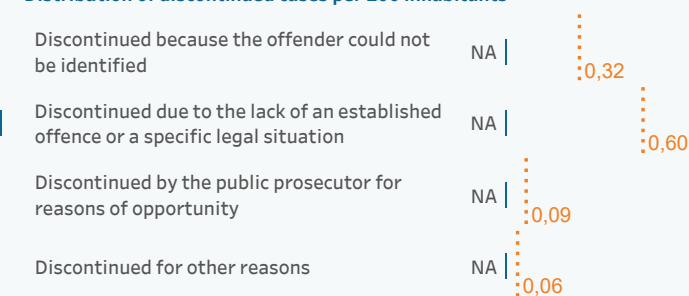 Distribution of discontinued cases per 100 inhabitants
Discontinued because the offender could not
be identified
NA
0,32
Discontinued due to the lack of an established
offence or a specific legal situation
NA
0,60
Discontinued by the public prosecutor for
reasons of opportunity
NA
0,09
Discontinued for other reasons
NA
0,06